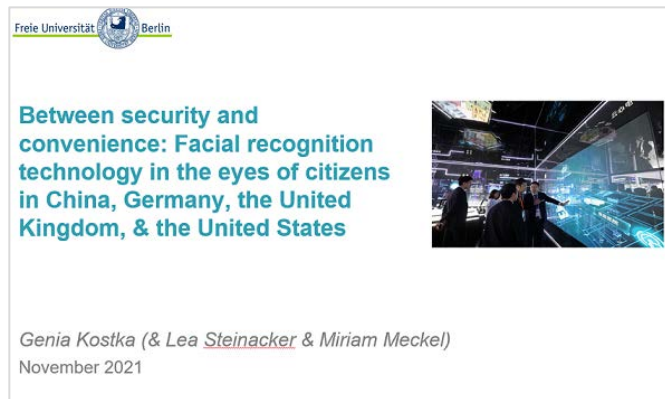 Freie Universität Berlin
Between security and
convenience: Facial recognition
technology in the eyes of citizens
in China, Germany, the United
Kingdom, & the United States
Genia Kostka (& Lea Steinacker & Miriam Meckel)
November 2021